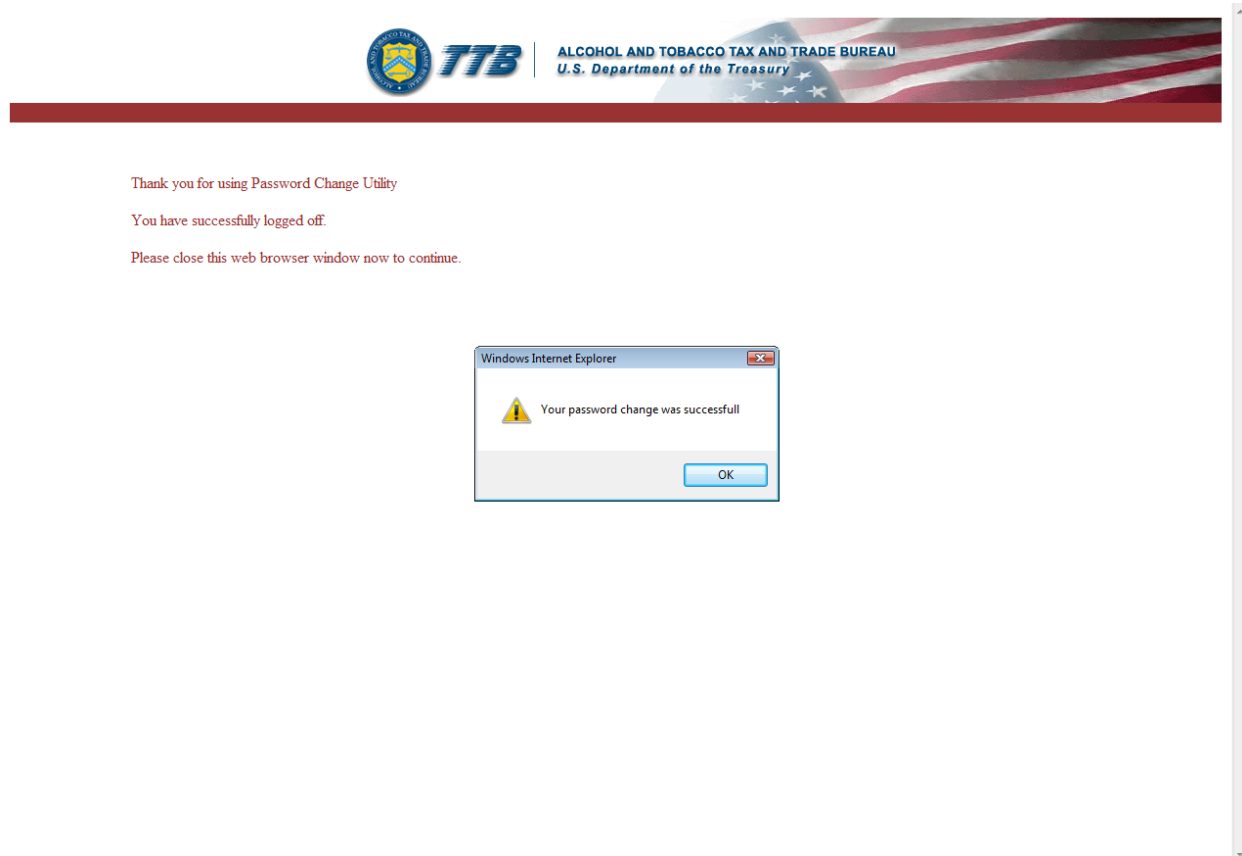 TTB
ALCOHOL AND TOBACCO TAX AND TRADE BUREAU
U.S. Department of the Treasury
Thank you for using Password Change Utility
You have successfully logged off.
Please close this web browser window now to continue.
Windows Internet Explorer
Your password change was successfull
OK